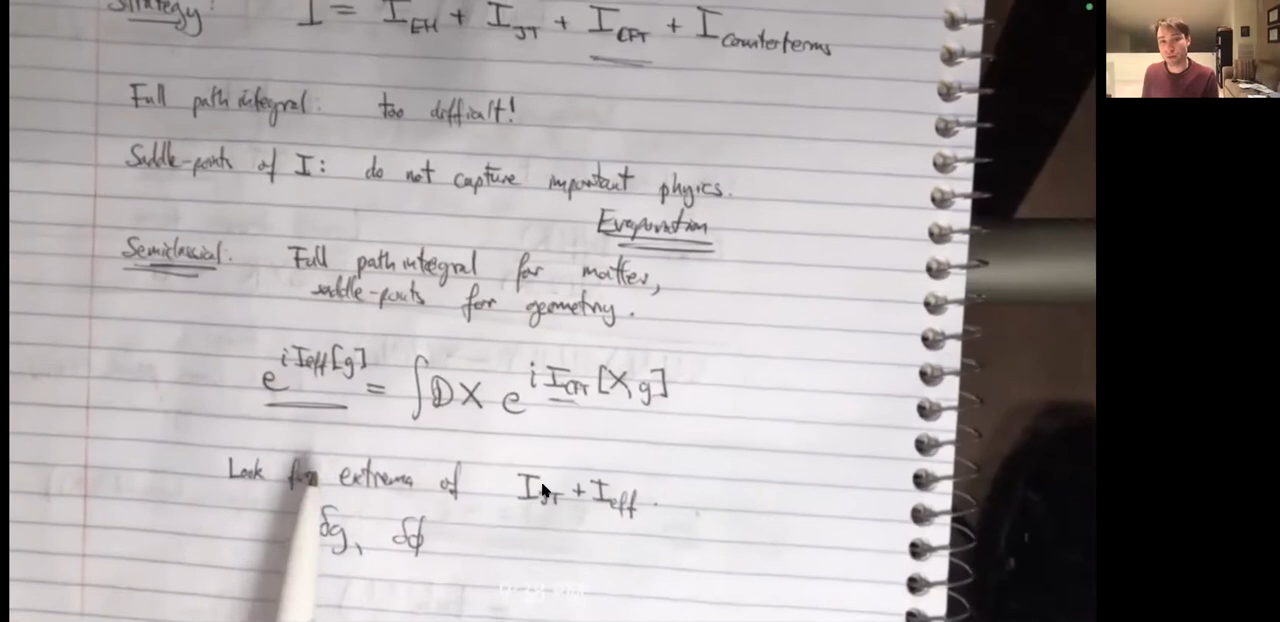 Strategy: I = I_EH + I_JT + I_CFT + I_counterterms
Full path integral: too difficult!
Saddle-points of I: do not capture important physics.
Evaporation
Semiclassical: Full path integral for matter,
saddle-points for geometry.
e^{i I_eff[g]} = ∫ DX e^{i I_CFT [X, g]}
Look for extrema of I_JT + I_eff.
δg, δϕ